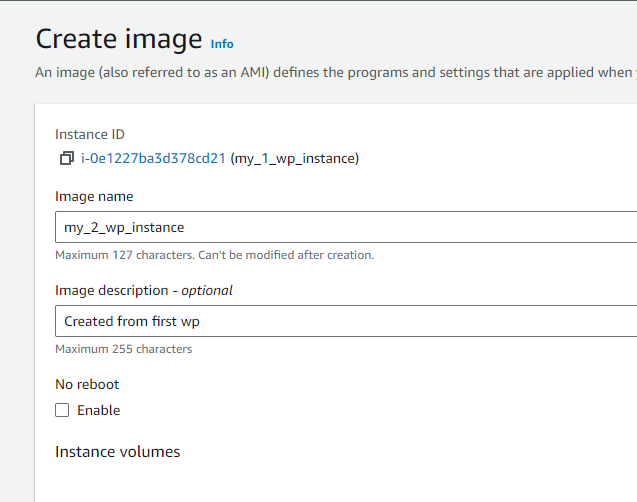 Create image Info
An image (also referred to as an AMI) defines the programs and settings that are applied when
Instance ID
i-0e1227ba3d378cd21 (my_1_wp_instance)
Image name
my_2_wp_instance
Maximum 127 characters. Can't be modified after creation.
Image description - optional
Created from first wp
Maximum 255 characters
No reboot
Enable
Instance volumes